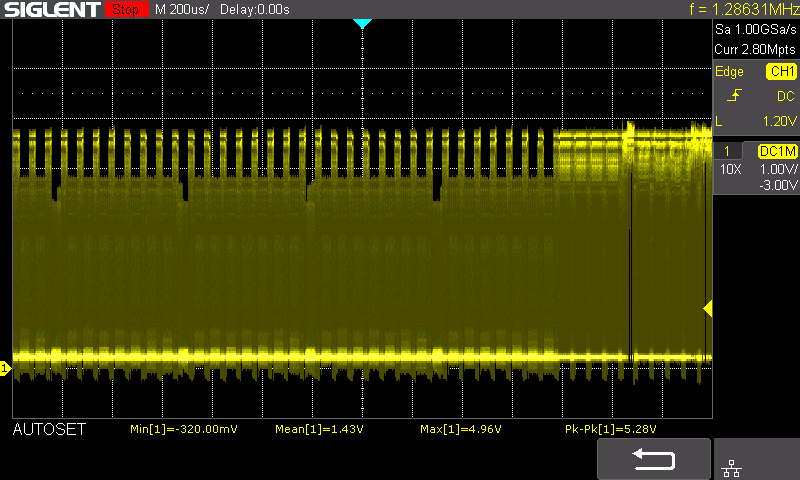 SIGLENT Stop M 200us/ Delay:0.00s f = 1.28631MHz
Sa 1.00GSa/s
Curr 2.80Mpts
Edge CH1
DC
L 1.20V
1 DC1M
10X 1.00V/
-3.00V
1
AUTOSET Min[1]=-320.00mV Mean[1]=1.43V Max[1]=4.96V Pk-Pk[1]=5.28V